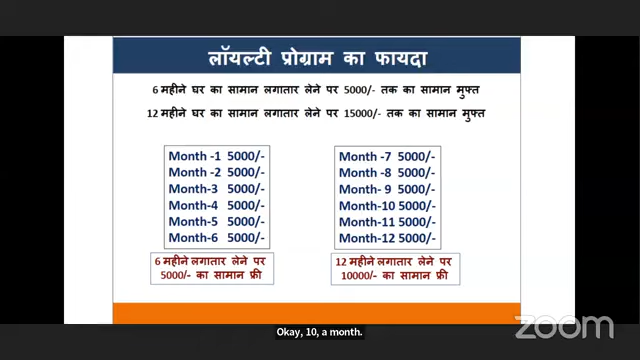 लॉयल्टी प्रोग्राम का फायदा
6 महीने घर का सामान लगातार लेने पर 5000/- तक का सामान मुफ्त
12 महीने घर का सामान लगातार लेने पर 15000/- तक का सामान मुफ्त
Month -1 5000/-
Month -2 5000/-
Month-3 5000/-
Month-4 5000/-
Month-5 5000/-
Month-6 5000/-
6 महीने लगातार लेने पर
5000/- का सामान फ्री
Month -7 5000/-
Month -8 5000/-
Month- 9 5000/-
Month-10 5000/-
Month-11 5000/-
Month-12 5000/-
12 महीने लगातार लेने पर
10000/- का सामान फ्री
Okay, 10, a month.
zoom